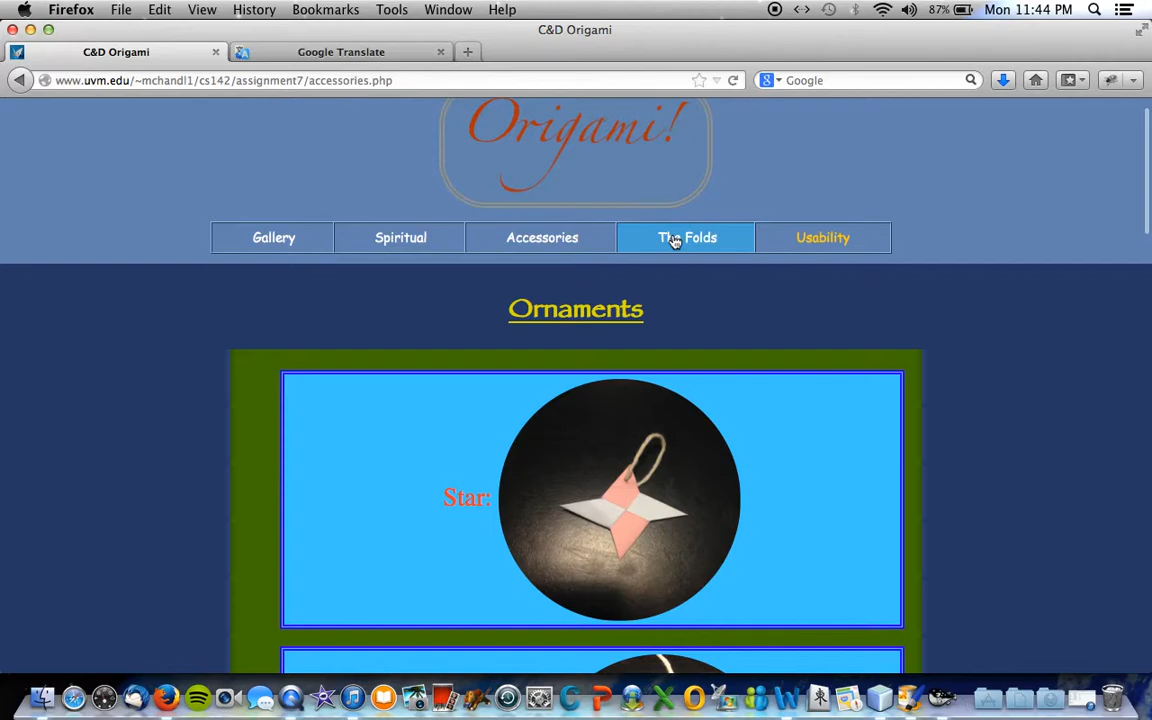 Firefox File Edit View History Bookmarks Tools Window Help 87% Mon 11:44 PM
C&D Origami
C&D Origami Google Translate
www.uvm.edu/~mchandl1/cs142/assignment7/accessories.php Google
Origami!
Gallery Spiritual Accessories The Folds Usability
Ornaments
Star: